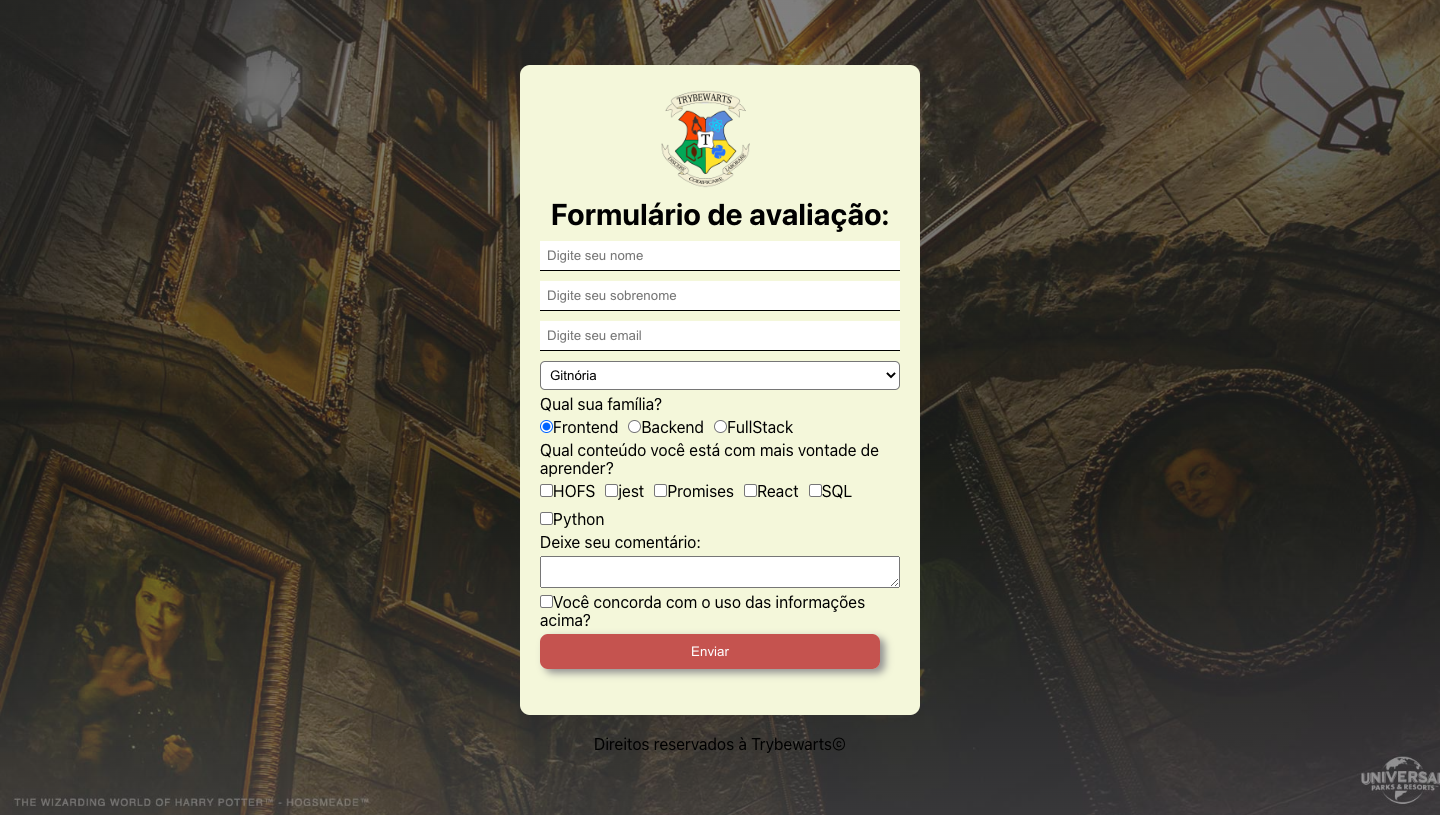 TRYBEWARTS
T
Formulário de avaliação:
Digite seu nome
Digite seu sobrenome
Digite seu email
Gitnória
Qual sua família?
Frontend Backend FullStack
Qual conteúdo você está com mais vontade de
aprender?
HOFS jest Promises React SQL
Python
Deixe seu comentário:
Você concorda com o uso das informações
acima?
Enviar
Direitos reservados à Trybewarts©
UNIVERSAL
PARKS & RESORTS
THE WIZARDING WORLD OF HARRY POTTER™ - HOGSMEADE™